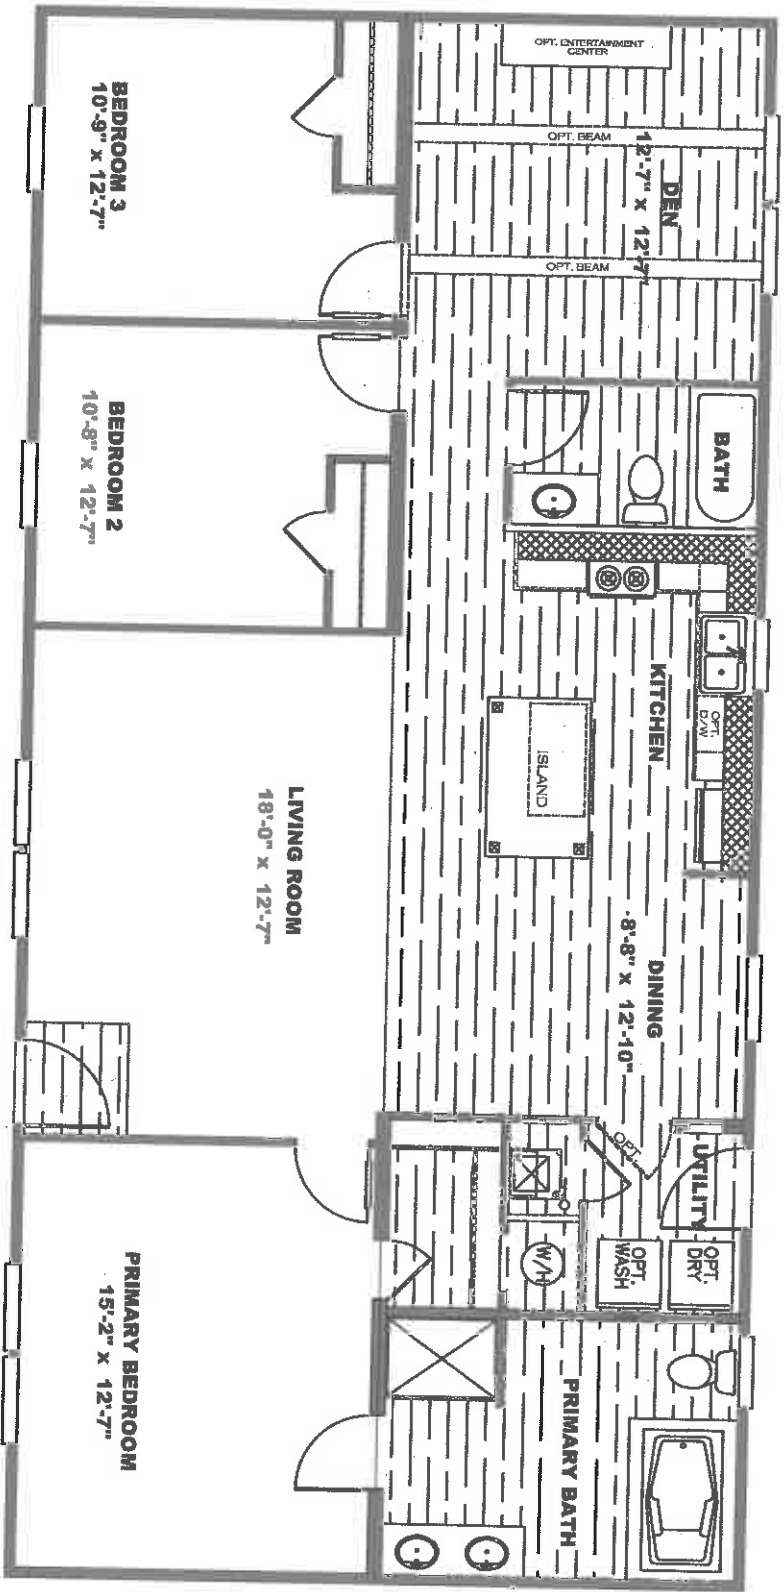 OPT. ENTERTAINMENT
CENTER
OPT. BEAM
DEN
12'-7" x 12'-7"
OPT. BEAM
BEDROOM 3
10'-9" x 12'-7"
BEDROOM 2
10'-8" x 12'-7"
BATH
KITCHEN
OPT.
D/W
ISLAND
LIVING ROOM
18'-0" x 12'-7"
DINING
8'-8" x 12'-10"
OPT.
UTILITY
OPT.
DRY
OPT.
WASH
W/H
PRIMARY BEDROOM
15'-2" x 12'-7"
PRIMARY BATH